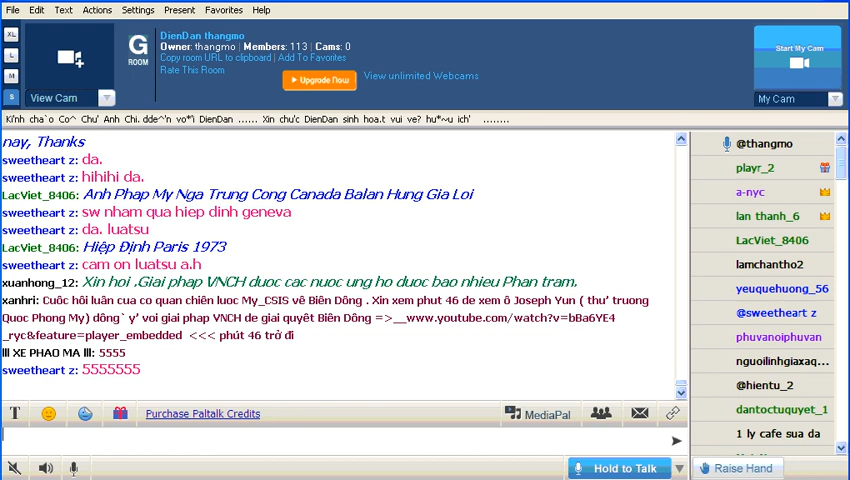 File Edit Text Actions Settings Present Favorites Help
XL
L
M
S
View Cam
G
ROOM
DienDan thangmo
Owner: thangmo | Members: 113 | Cams: 0
Copy room URL to clipboard | Add To Favorites
Rate This Room
Upgrade Now
View unlimited Webcams
Start My Cam
My Cam
Ki'nh cha`o Co^ Chu' Anh Chi. dde^'n vo*'i DienDan ...... Xin chu'c DienDan sinh hoa.t vui ve? hu*~u ich' .......
nay, Thanks
sweetheart z: da.
hihihi da.
LacViet_8406: Anh Phap My Nga Trung Cong Canada Balan Hung Gia Loi
sweetheart z: sw nham qua hiep dinh geneva
sweetheart z: da. luatsu
LacViet_8406: Hiệp Định Paris 1973
sweetheart z: cam on luatsu a.h
xuanhong_12: Xin hoi ,Giai phap VNCH duoc cac nuoc ung ho duoc bao nhieu Phan tram,
xanhri: Cuôc hôi luân cua co quan chiên luoc My_CSIS vê Biên Dông . Xin xem phut 46 de xem ô Joseph Yun ( thu' truong
Quoc Phong My) dông` y' voi giai phap VNCH de giai quyêt Biên Dông =>__www.youtube.com/watch?v=bBa6YE4
_ryc&feature=player_embedded <<< phút 46 trở đi
lll XE PHAO MA lll: 5555
sweetheart z: 5555555
@thangmo
playr_2
a-nyc
lan thanh_6
LacViet_8406
lamchantho2
yeuquehuong_56
@sweetheart z
phuvanoiphuvan
nguoilinhgiaxaq...
@hientu_2
dantoctuquyet_1
1 ly cafe sua da
T
Purchase Paltalk Credits
MediaPal
Hold to Talk
Raise Hand